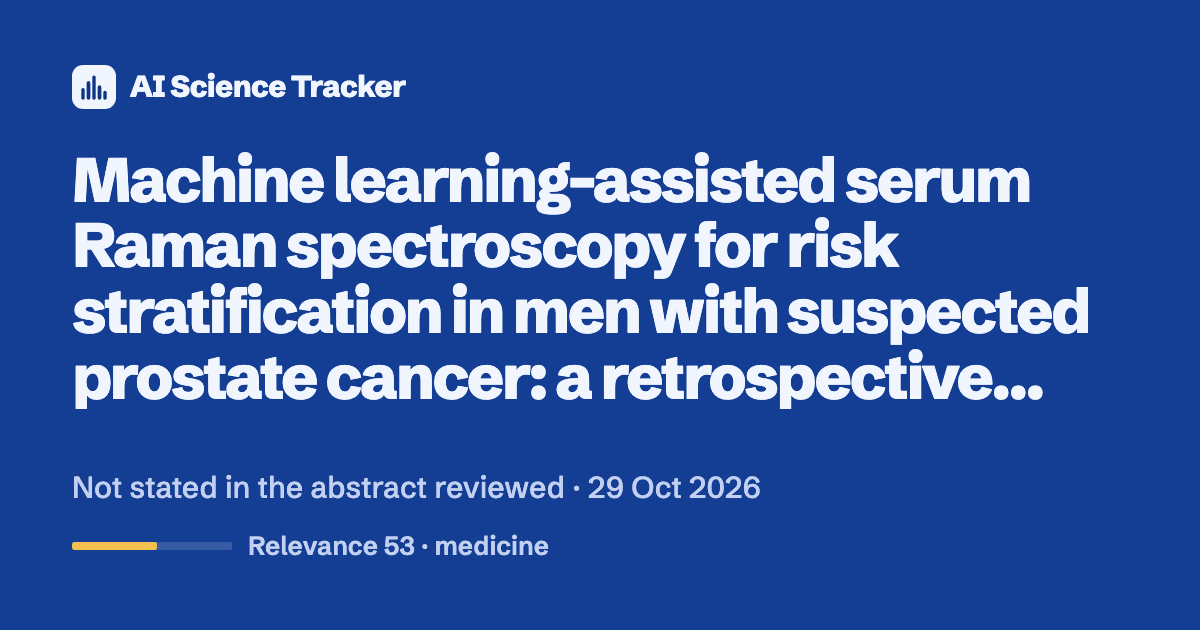 AI Science Tracker
Machine learning-assisted serum
Raman spectroscopy for risk
stratification in men with suspected
prostate cancer: a retrospective...
Not stated in the abstract reviewed · 29 Oct 2026
Relevance 53 · medicine